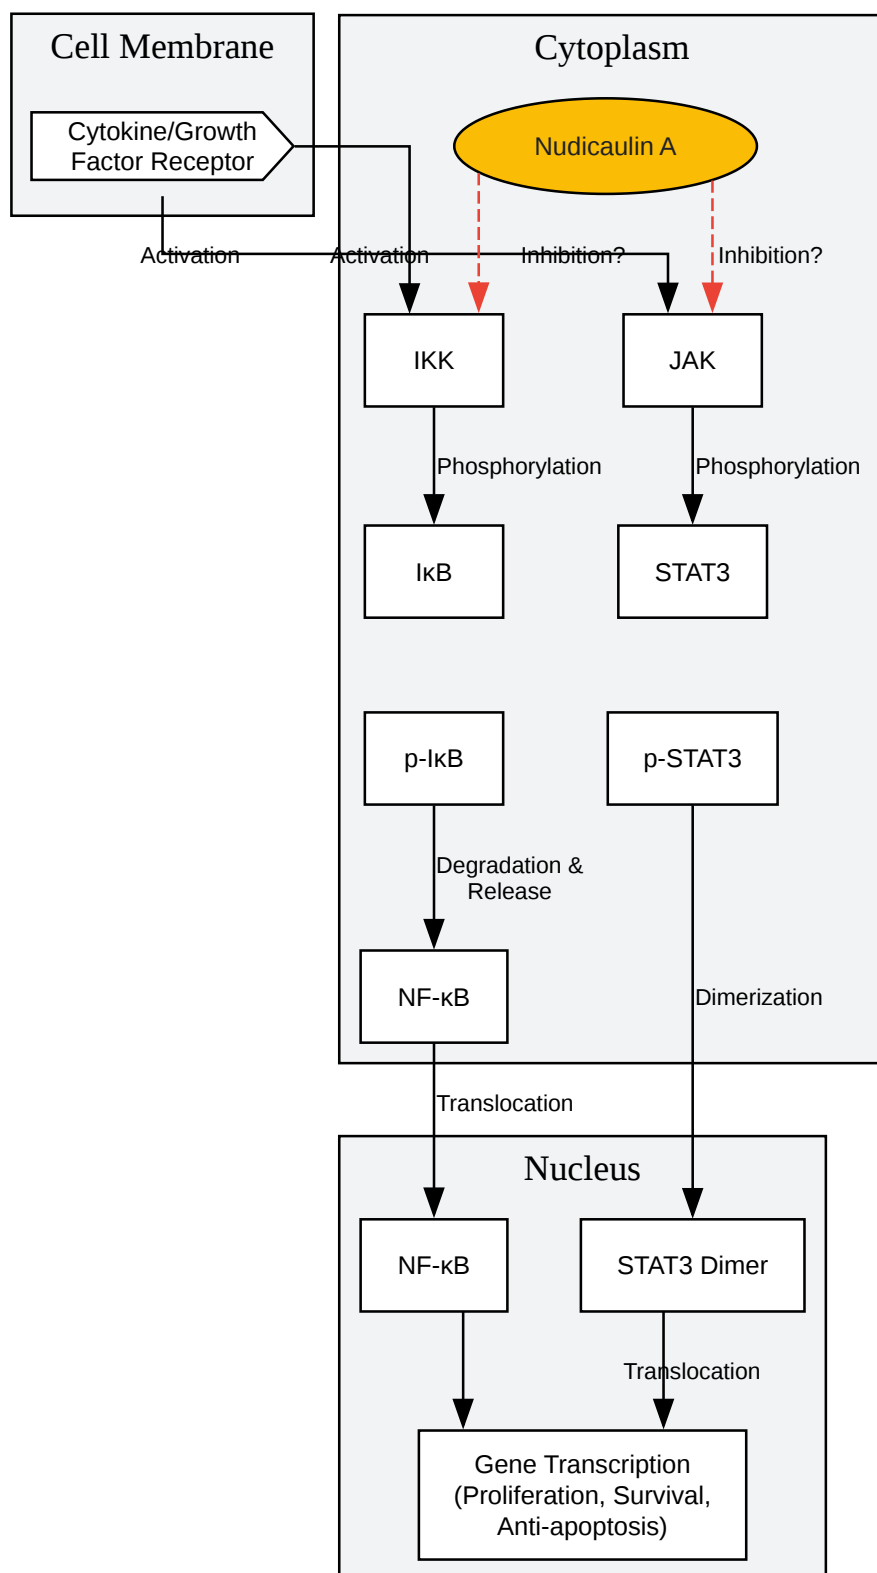 Cell Membrane
Cytoplasm
Cytokine/Growth
Factor Receptor
Nudicaulin A
Activation
Activation
Inhibition?
Inhibition?
IKK
JAK
Phosphorylation
Phosphorylation
IκB
STAT3
p-IκB
p-STAT3
Degradation &
Release
NF-κB
Dimerization
Translocation
Nucleus
NF-κB
STAT3 Dimer
Translocation
Gene Transcription
(Proliferation, Survival,
Anti-apoptosis)